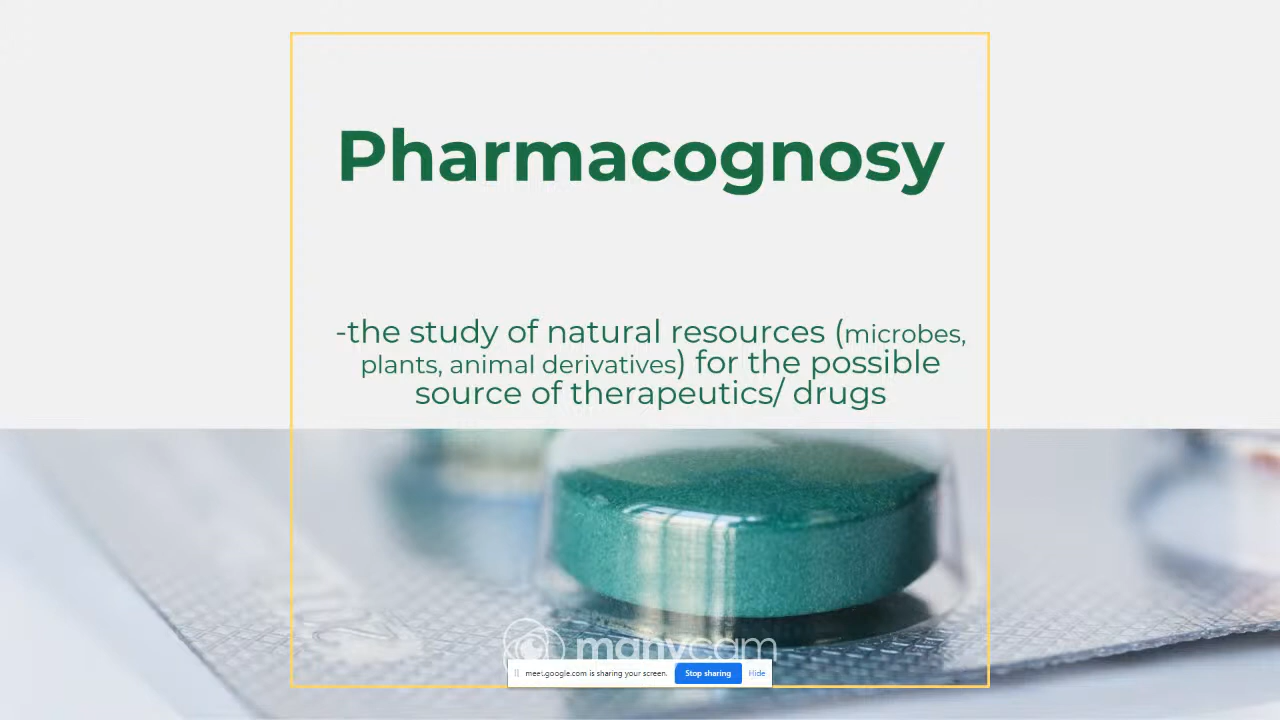 Pharmacognosy
-the study of natural resources (microbes,
plants, animal derivatives) for the possible
source of therapeutics/ drugs
manycam
meet.google.com is sharing your screen.
Stop sharing
Hide